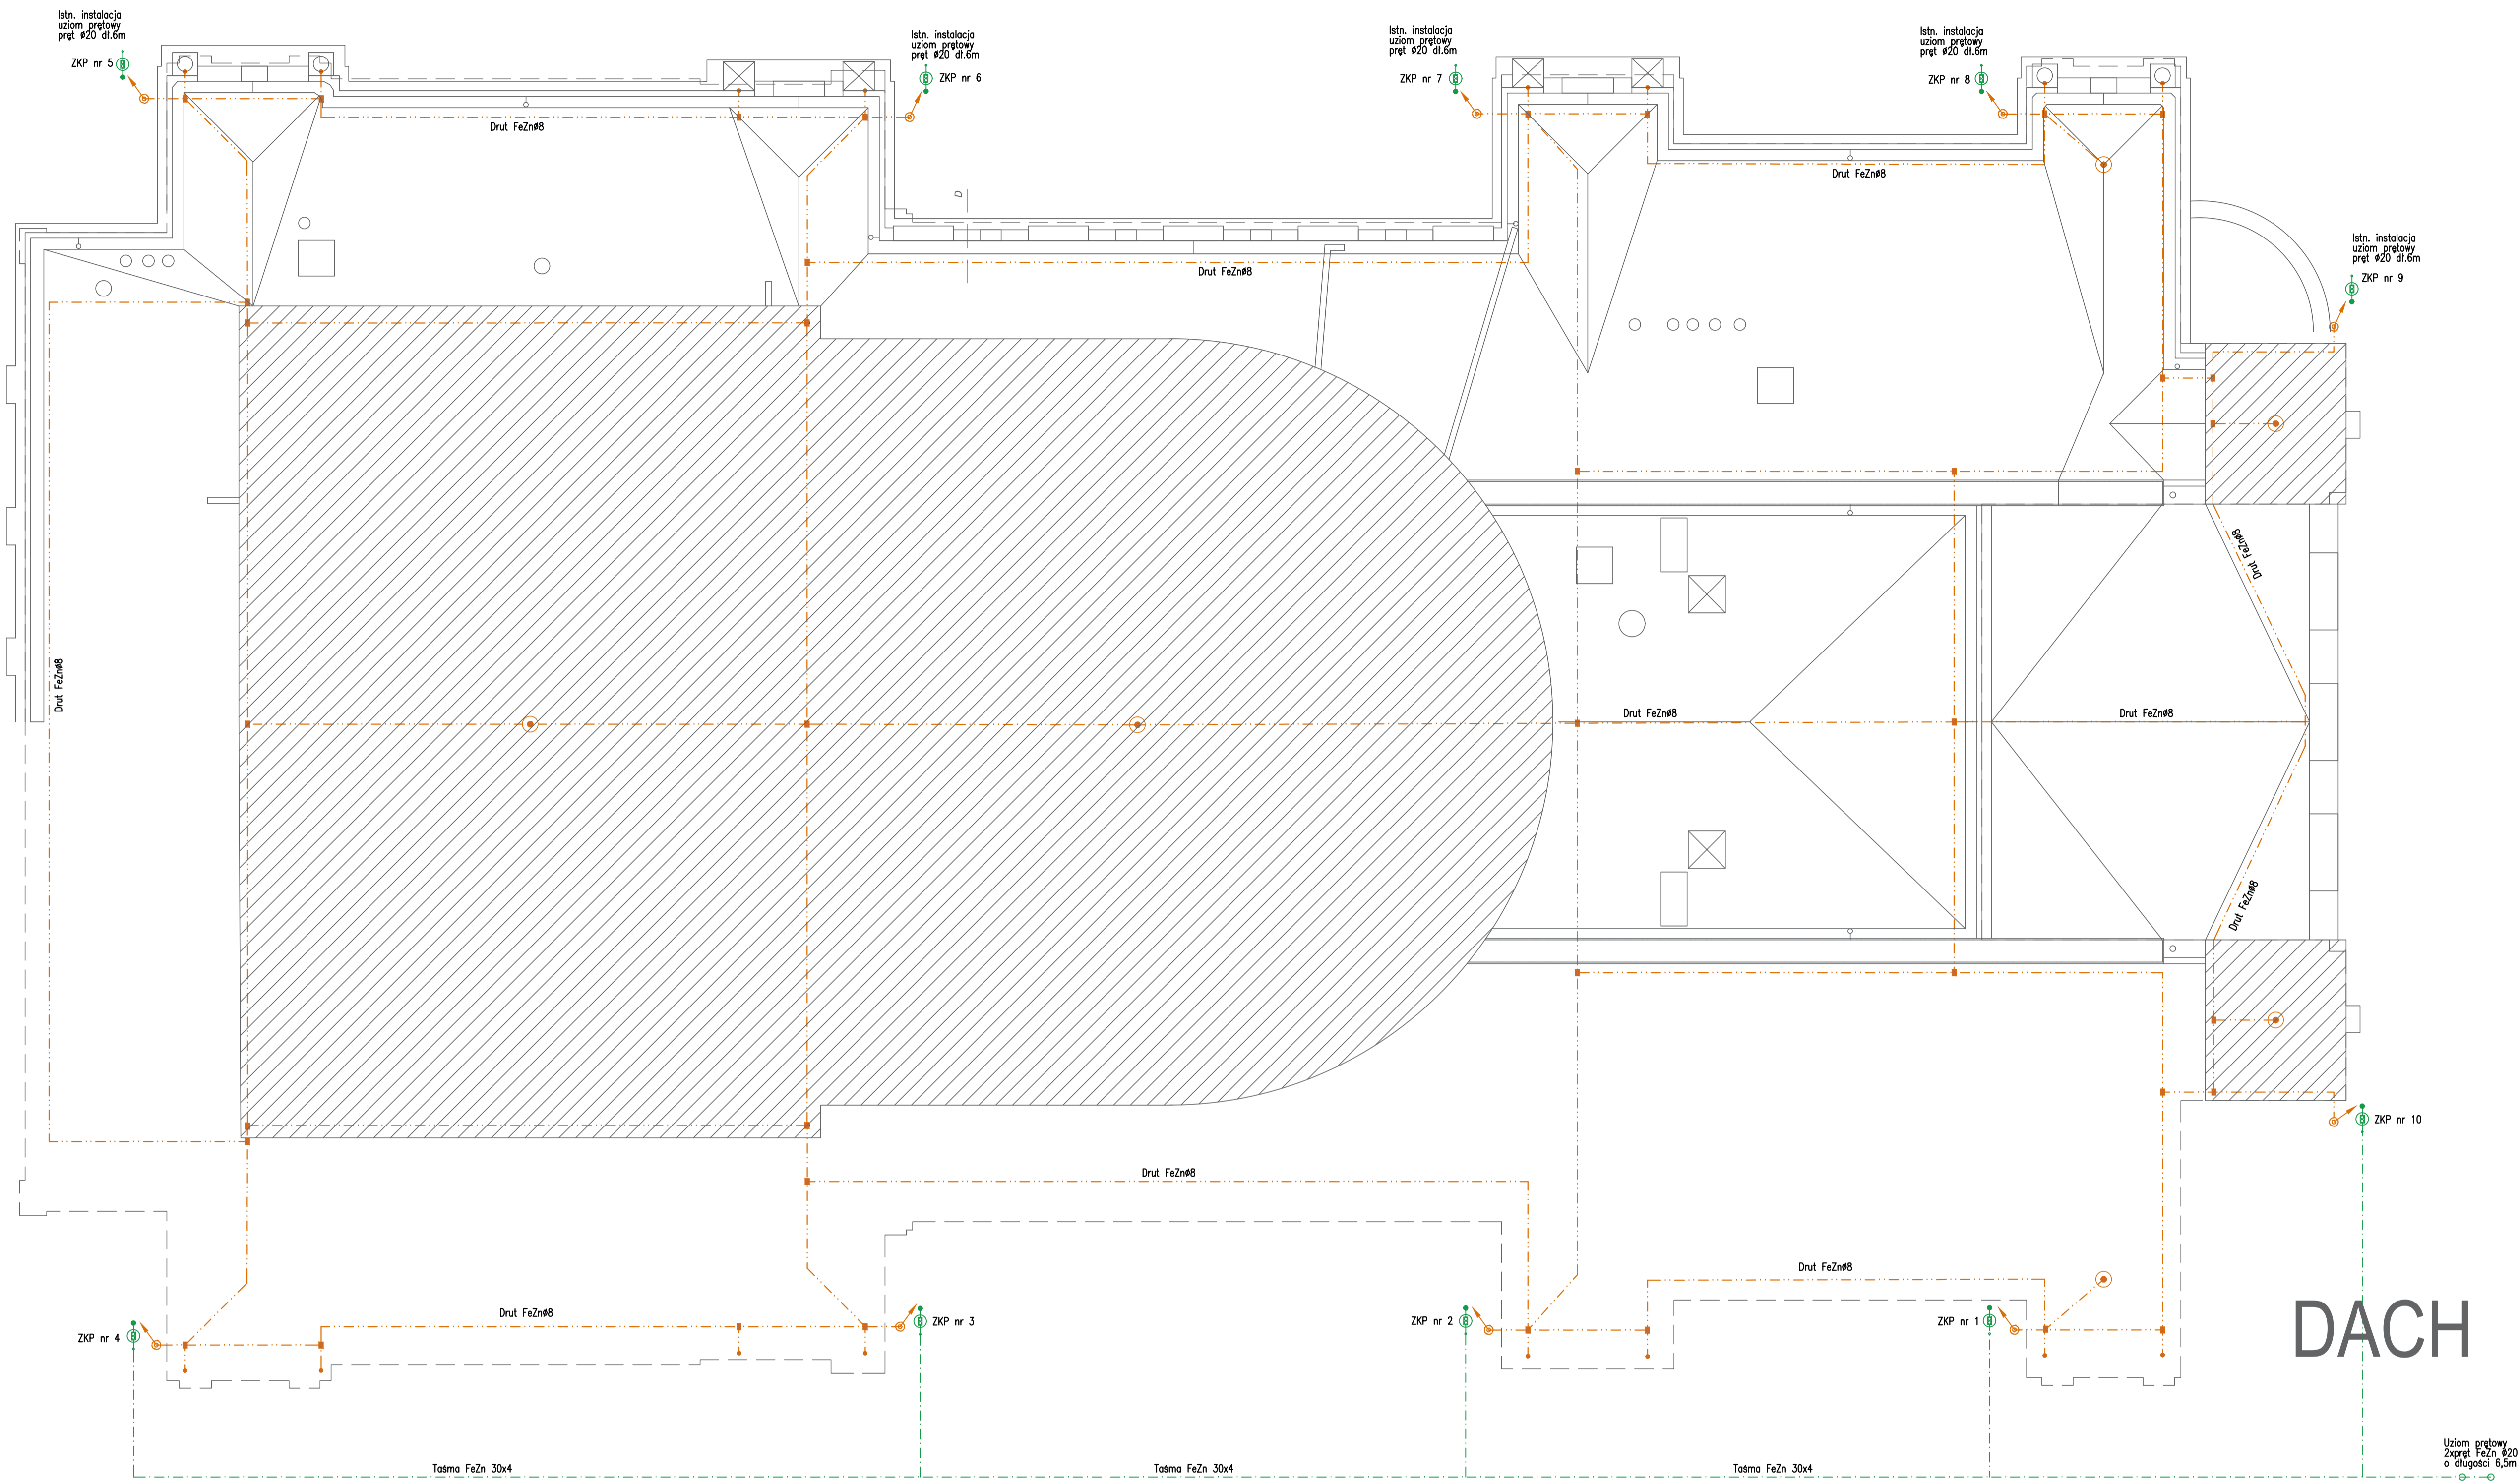 Istn. instalacja
uziom prętowy
pręt ø20 dł.6m
ZKP nr 5
Istn. instalacja
uziom prętowy
pręt ø20 dł.6m
ZKP nr 6
Istn. instalacja
uziom prętowy
pręt ø20 dł.6m
ZKP nr 7
Istn. instalacja
uziom prętowy
pręt ø20 dł.6m
ZKP nr 8
Drut FeZnø8
Drut FeZnø8
D
Istn. instalacja
uziom prętowy
pręt ø20 dł.6m
ZKP nr 9
Drut FeZnø8
Drut FeZnø8
Drut FeZnø8
Drut FeZnø8
Drut FeZnø8
Drut FeZnø8
ZKP nr 10
Drut FeZnø8
Drut FeZnø8
Drut FeZnø8
ZKP nr 4
ZKP nr 3
ZKP nr 2
ZKP nr 1
DACH
Taśma FeZn 30x4
Taśma FeZn 30x4
Taśma FeZn 30x4
Uziom prętowy
2xpręt FeZn ø20
o długości 6,5m